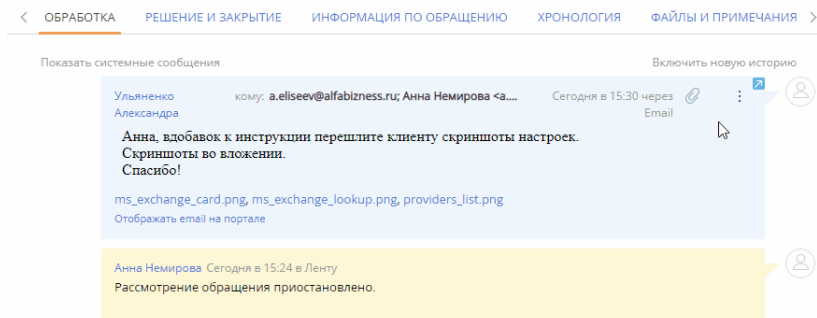 ОБРАБОТКА РЕШЕНИЕ И ЗАКРЫТИЕ ИНФОРМАЦИЯ ПО ОБРАЩЕНИЮ ХРОНОЛОГИЯ ФАЙЛЫ И ПРИМЕЧАНИЯ
Показать системные сообщения Включить новую историю
Ульяненко Александра кому: a.eliseev@alfabizness.ru; Анна Немирова <a.... Сегодня в 15:30 через Email
Анна, вдобавок к инструкции перешлите клиенту скриншоты настроек.
Скриншоты во вложении.
Спасибо!
ms_exchange_card.png, ms_exchange_lookup.png, providers_list.png
Отображать email на портале
Анна Немирова Сегодня в 15:24 в Ленту
Рассмотрение обращения приостановлено.